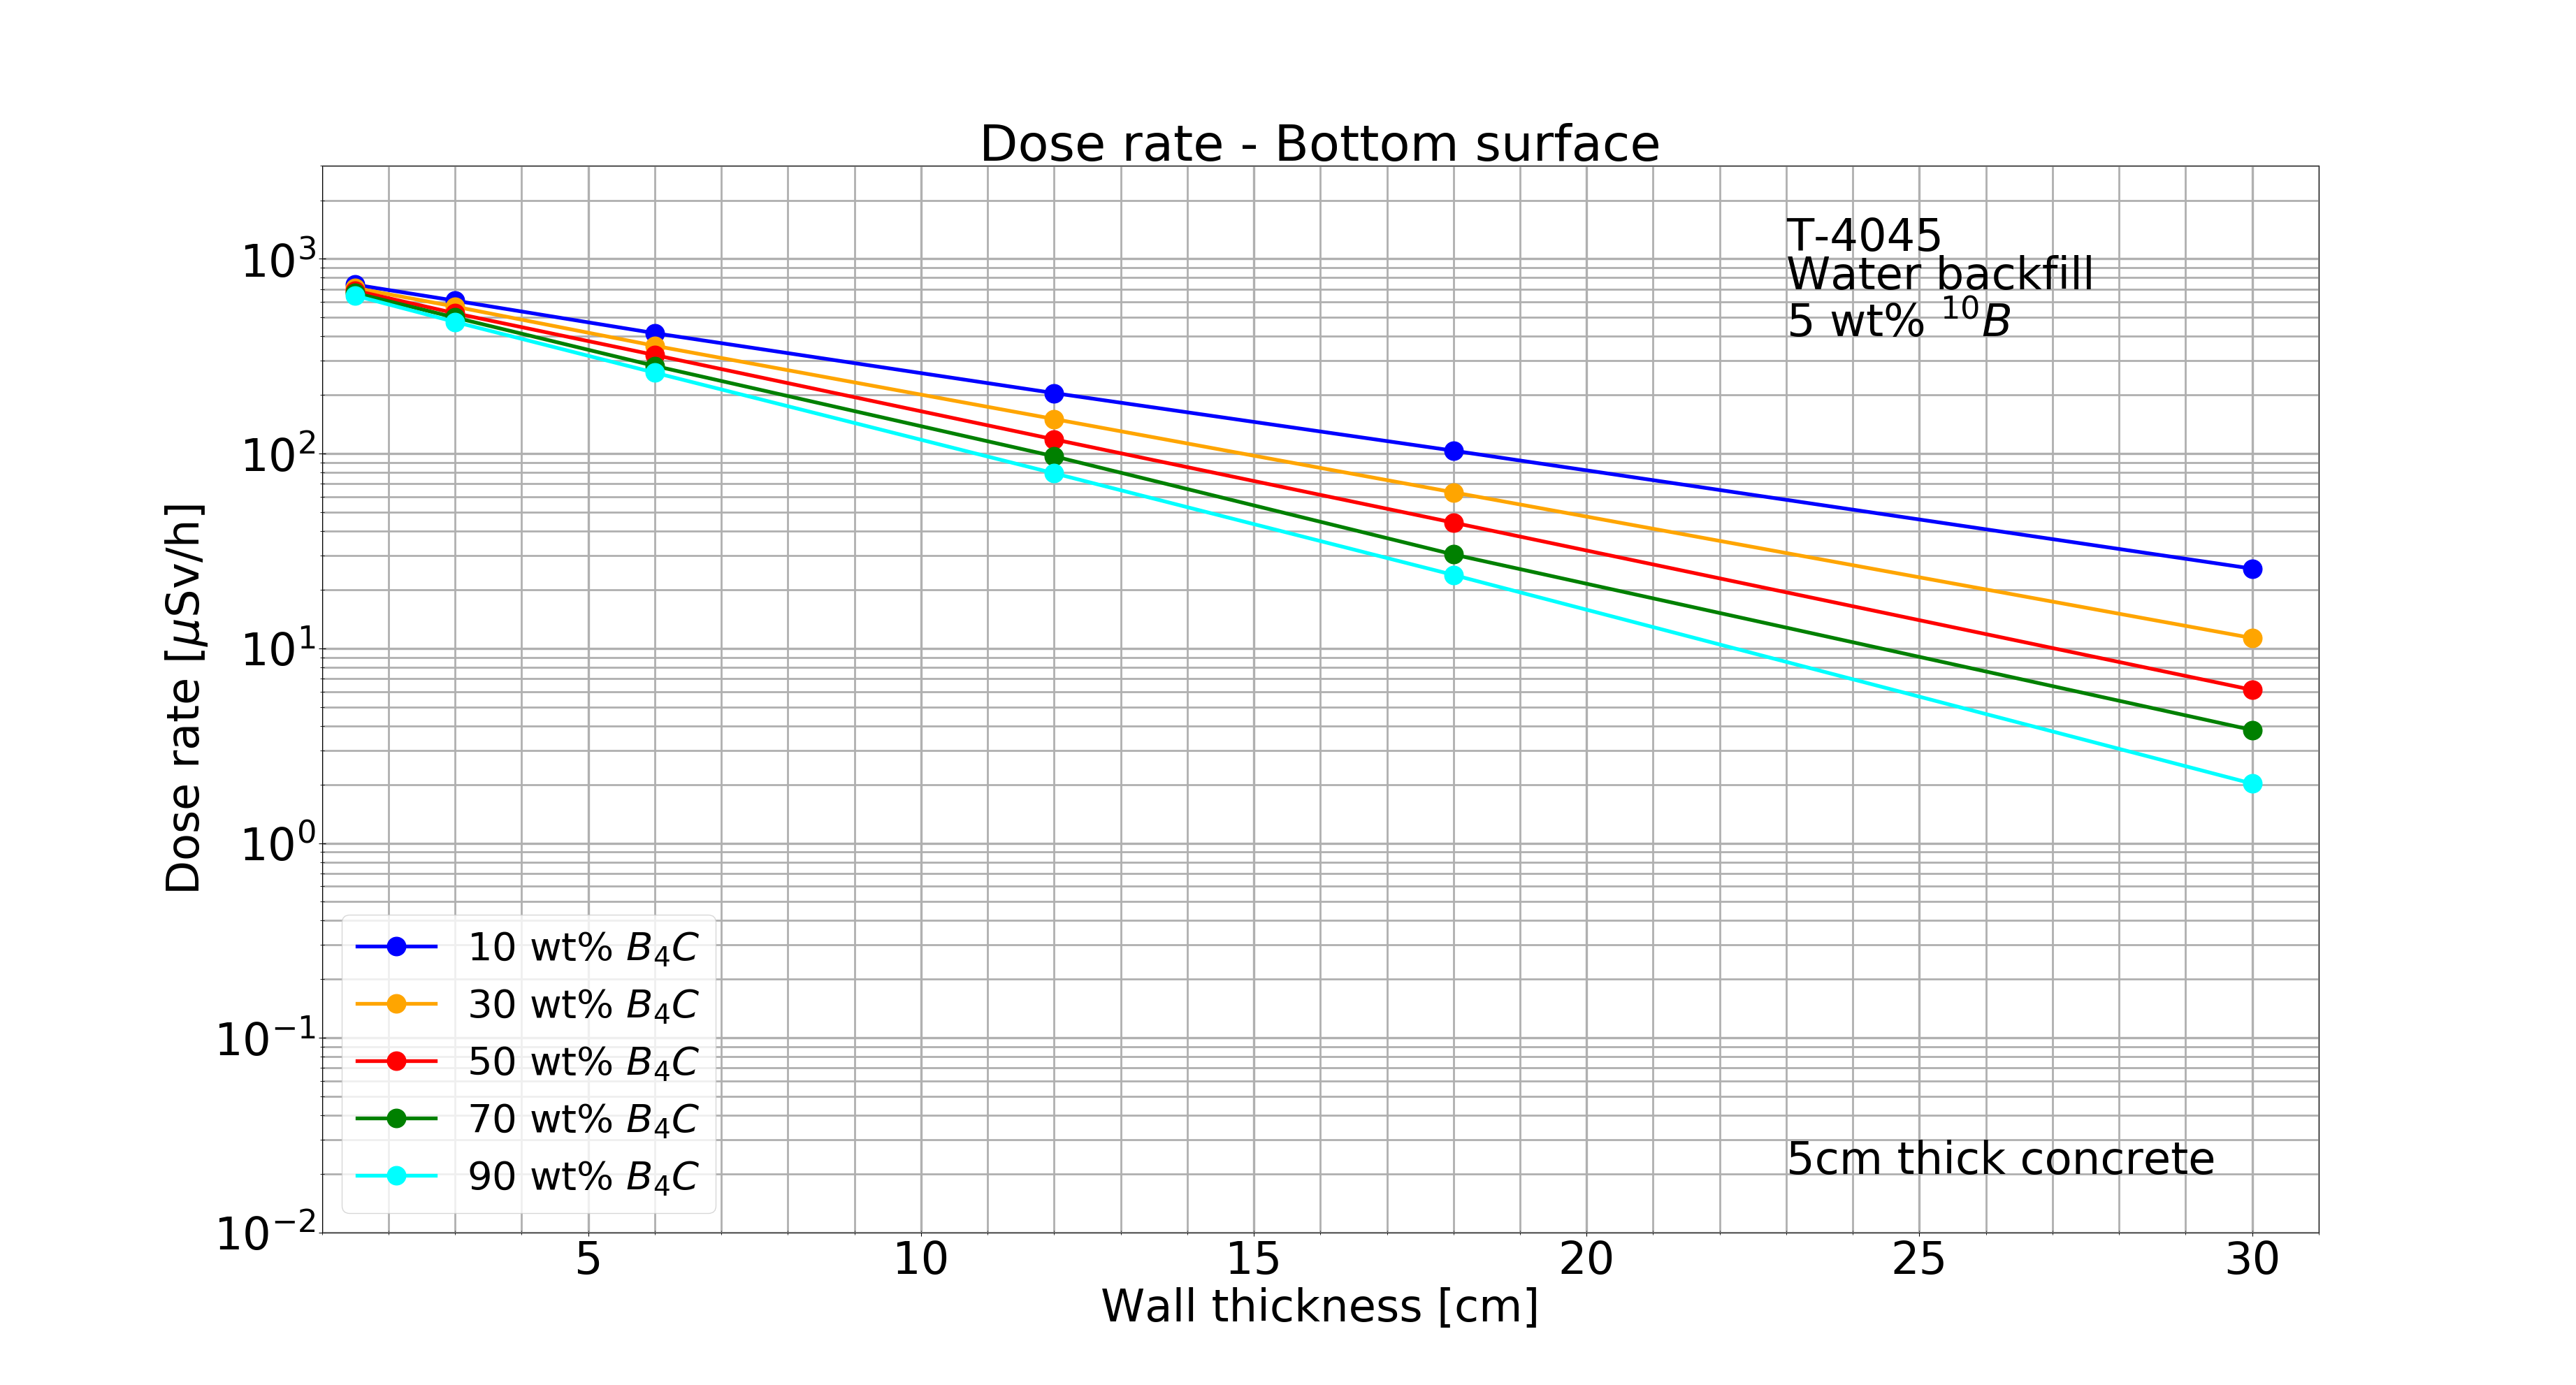 Dose rate - Bottom surface
T-4045
Water backfill
5 wt% ¹⁰B
10³
10²
10¹
10⁰
10⁻¹
10⁻²
Dose rate [μSv/h]
10 wt% B₄C
30 wt% B₄C
50 wt% B₄C
70 wt% B₄C
90 wt% B₄C
5cm thick concrete
5 10 15 20 25 30
Wall thickness [cm]